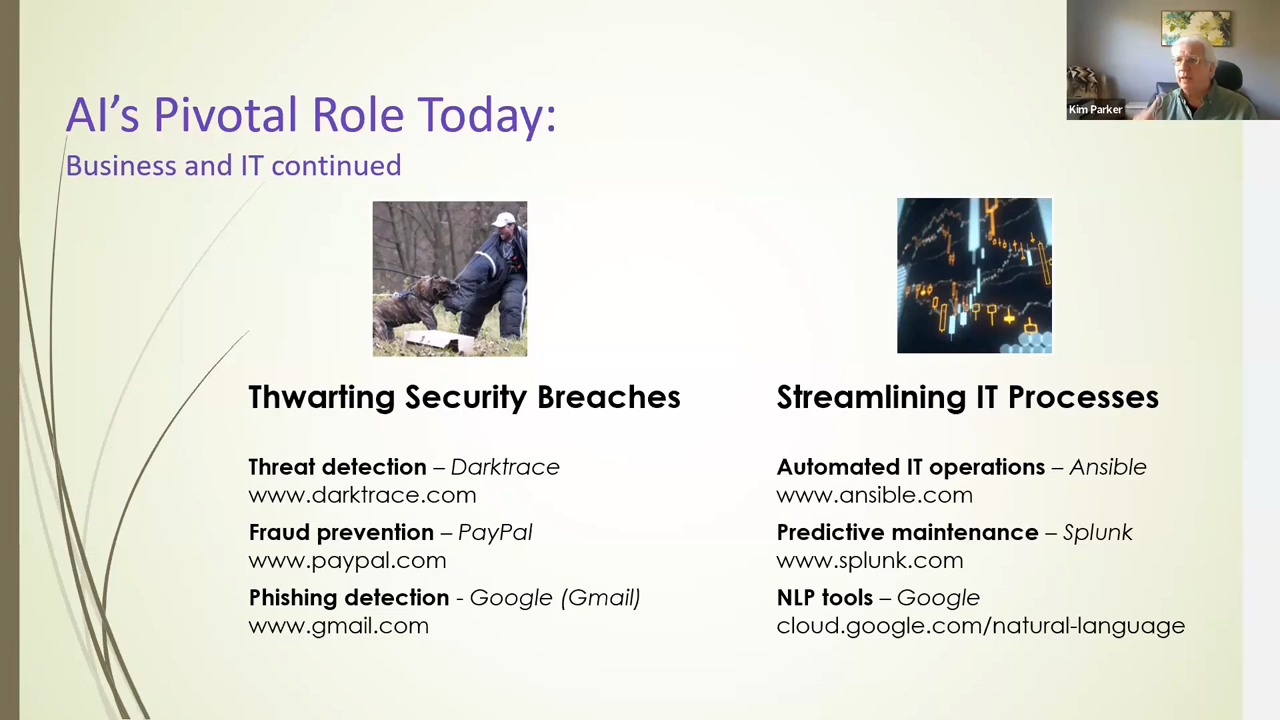 AI's Pivotal Role Today:
Business and IT continued
Kim Parker
Thwarting Security Breaches
Threat detection – Darktrace
www.darktrace.com
Fraud prevention – PayPal
www.paypal.com
Phishing detection - Google (Gmail)
www.gmail.com
Streamlining IT Processes
Automated IT operations – Ansible
www.ansible.com
Predictive maintenance – Splunk
www.splunk.com
NLP tools – Google
cloud.google.com/natural-language